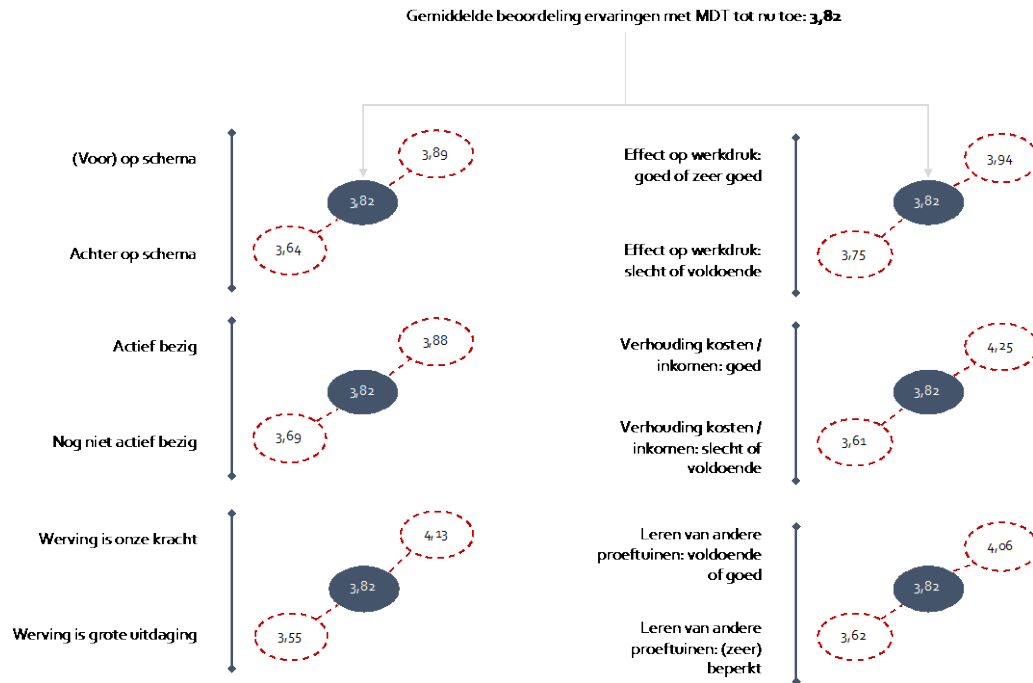 Gemiddelde beoordeling ervaringen met MDT tot nu toe: 3,82
(Voor) op schema
3,89
3,82
Achter op schema
3,64
Actief bezig
3,88
3,82
Nog niet actief bezig
3,69
Werving is onze kracht
4,13
3,82
Werving is grote uitdaging
3,55
Effect op werkdruk:
goed of zeer goed
3,94
3,82
Effect op werkdruk:
slecht of voldoende
3,75
Verhouding kosten /
inkomen: goed
4,25
3,82
Verhouding kosten /
inkomen: slecht of
voldoende
3,61
Leren van andere
proeftuinen: voldoende
of goed
4,06
3,82
Leren van andere
proeftuinen: (zeer)
beperkt
3,62